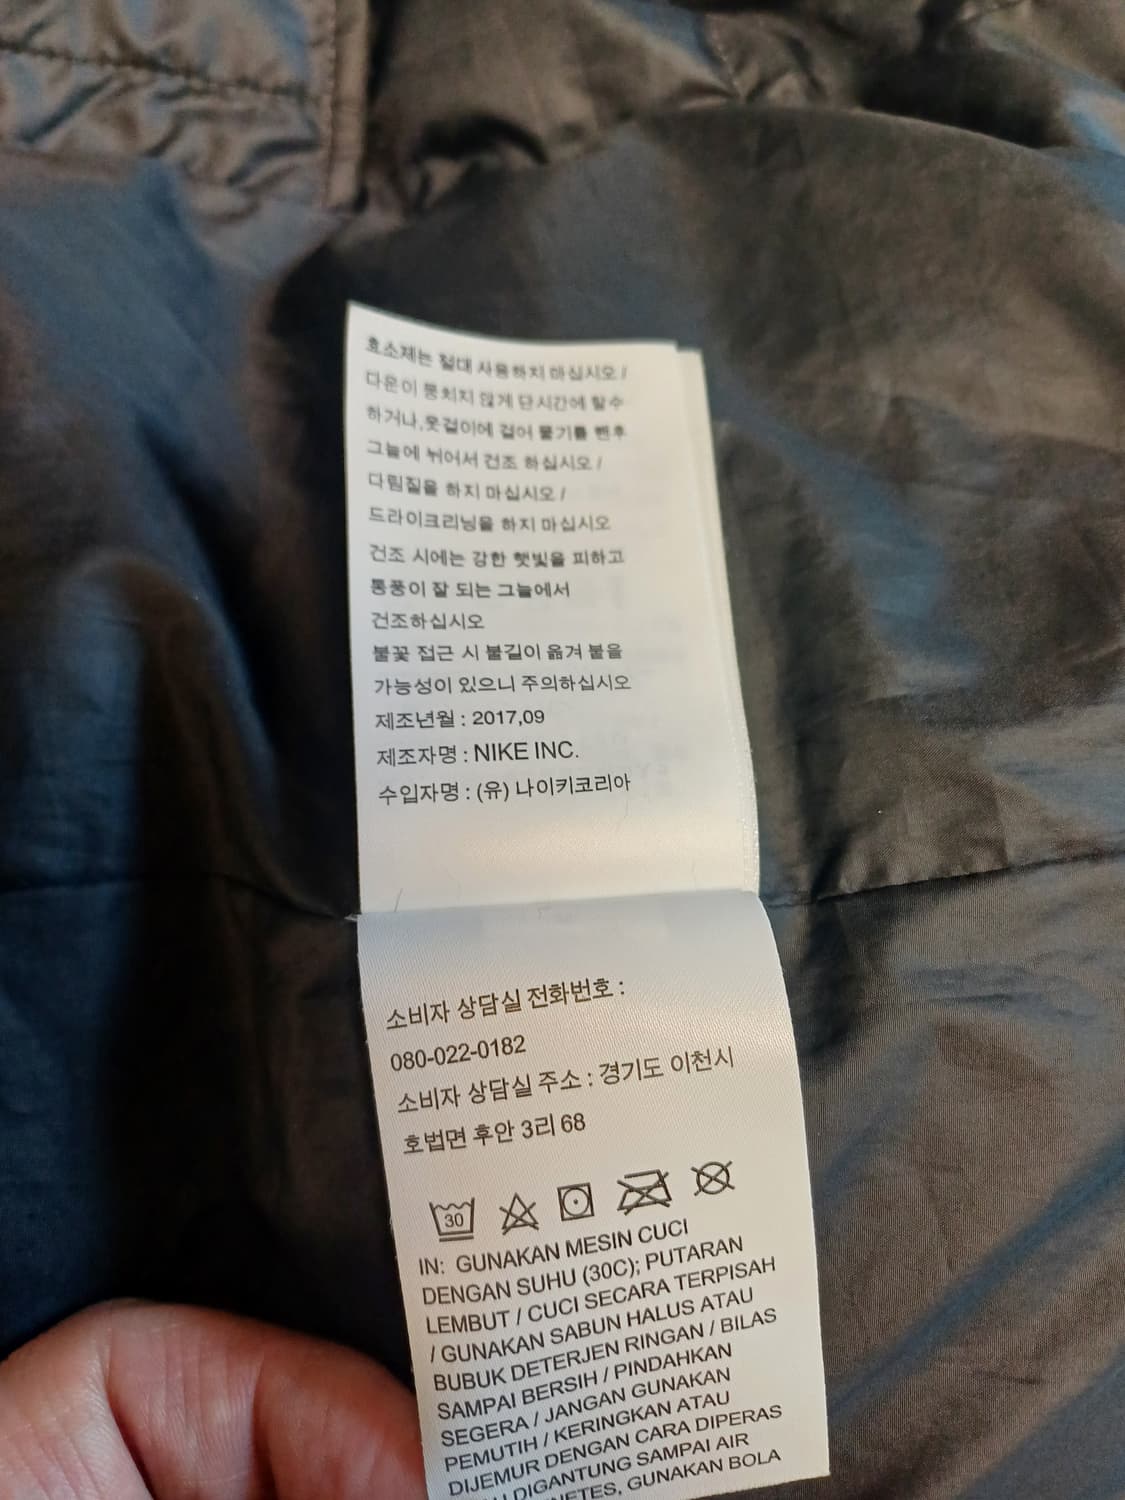 효소제는 절대 사용하지 마십시오 /
다운이 뭉치지 않게 단시간에 탈수
하거나,옷걸이에 걸어 물기를 뺀후
그늘에 뉘어서 건조 하십시오 /
다림질을 하지 마십시오 /
드라이크리닝을 하지 마십시오
건조 시에는 강한 햇빛을 피하고
통풍이 잘 되는 그늘에서
건조하십시오
불꽃 접근 시 불길이 옮겨 붙을
가능성이 있으니 주의하십시오
제조년월 : 2017,09
제조자명 : NIKE INC.
수입자명 : (유) 나이키코리아
소비자 상담실 전화번호 :
080-022-0182
소비자 상담실 주소 : 경기도 이천시
호법면 후안 3리 68
30
IN: GUNAKAN MESIN CUCI
DENGAN SUHU (30C); PUTARAN
LEMBUT / CUCI SECARA TERPISAH
/ GUNAKAN SABUN HALUS ATAU
BUBUK DETERJEN RINGAN / BILAS
SAMPAI BERSIH / PINDAHKAN
SEGERA / JANGAN GUNAKAN
PEMUTIH / KERINGKAN ATAU
DIJEMUR DENGAN CARA DIPERAS
DIGANTUNG SAMPAI AIR
GUNAKAN BOLA